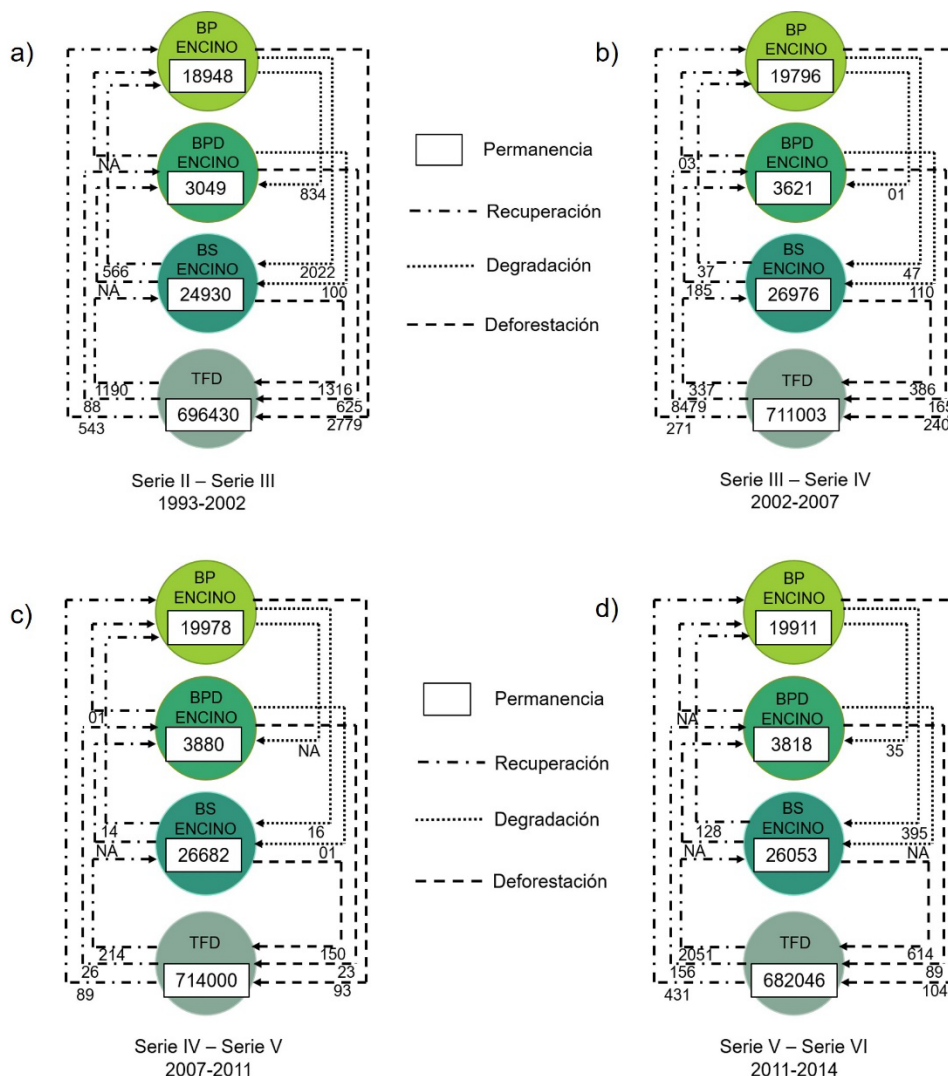 a)
BP
ENCINO
18948
BPD
ENCINO
3049
BS
ENCINO
24930
TFD
696430
NA
834
566
NA
2022
100
1190
88
543
1316
625
2779
Serie II – Serie III
1993-2002
Permanencia
Recuperación
Degradación
Deforestación
b)
BP
ENCINO
19796
BPD
ENCINO
3621
BS
ENCINO
26976
TFD
711003
03
01
37
185
47
110
337
8479
271
386
165
240
Serie III – Serie IV
2002-2007
c)
BP
ENCINO
19978
BPD
ENCINO
3880
BS
ENCINO
26682
TFD
714000
01
NA
14
NA
16
01
214
26
89
150
23
93
Serie IV – Serie V
2007-2011
Permanencia
Recuperación
Degradación
Deforestación
d)
BP
ENCINO
19911
BPD
ENCINO
3818
BS
ENCINO
26053
TFD
682046
NA
35
128
NA
395
NA
2051
156
431
614
89
104
Serie V – Serie VI
2011-2014